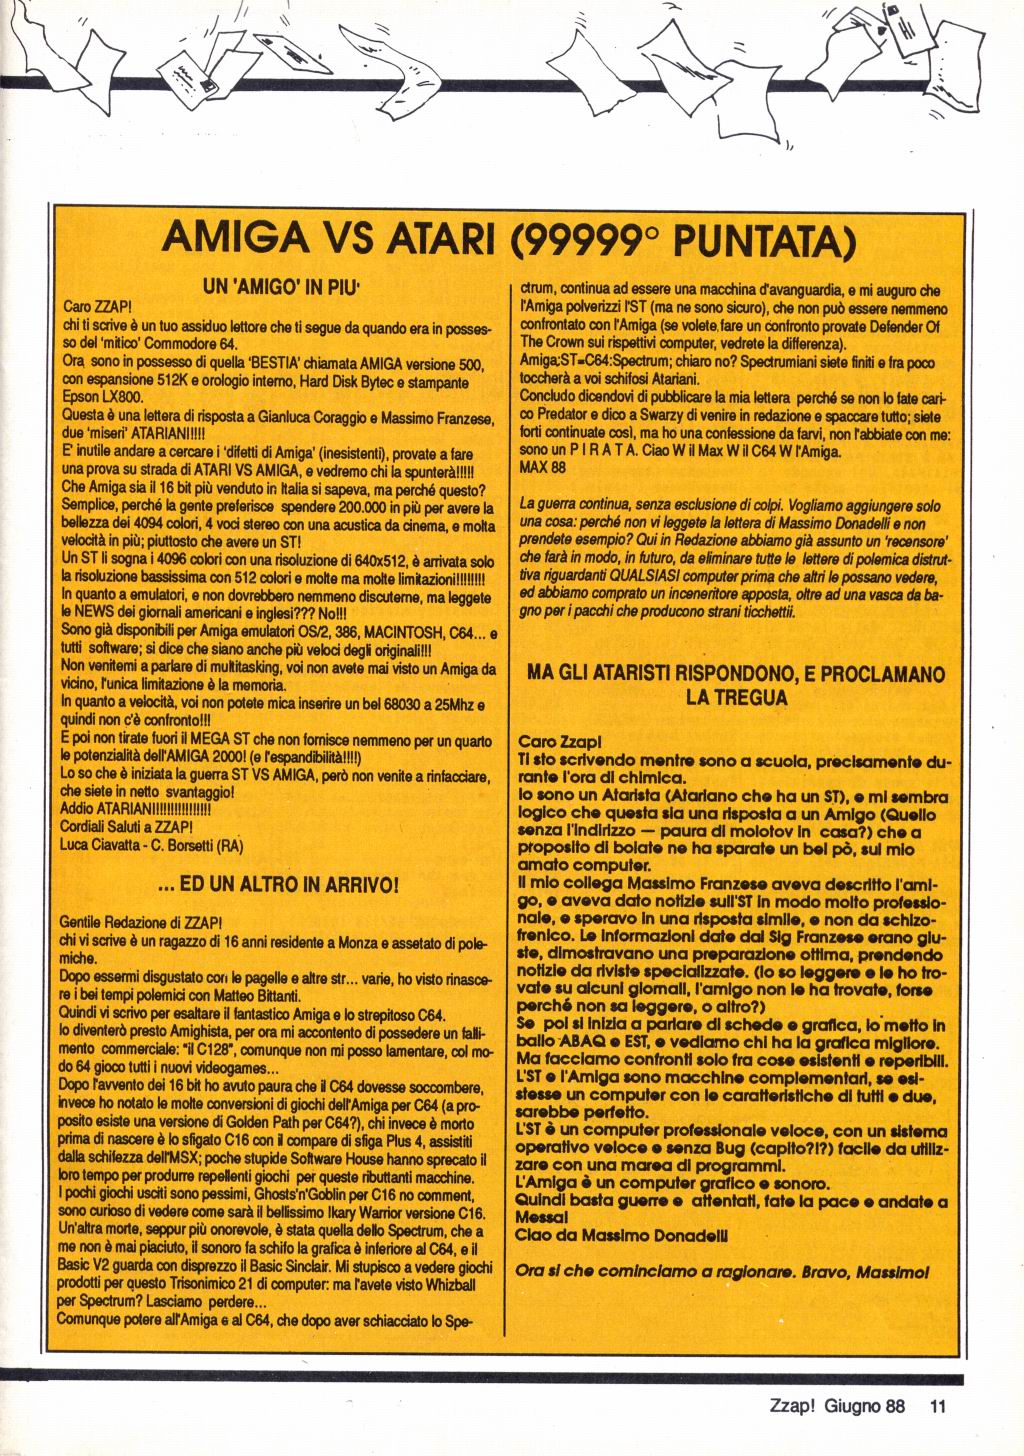 AMIGA VS ATARI (99999° PUNTATA)
UN 'AMIGO' IN PIU'
Caro ZZAP!
chi ti scrive è un tuo assiduo lettore che ti segue da quando era in posses-
so del 'mitico' Commodore 64.
Ora sono in possesso di quella 'BESTIA' chiamata AMIGA versione 500,
con espansione 512K e orologio interno, Hard Disk Bytec e stampante
Epson LX800.
Questa è una lettera di risposta a Gianluca Coraggio e Massimo Franzese,
due 'miseri' ATARIANI!!!!
E' inutile andare a cercare i 'difetti di Amiga' (inesistenti), provate a fare
una prova su strada di ATARI VS AMIGA, e vedremo chi la spunterà!!!!!
Che Amiga sia il 16 bit più venduto in Italia si sapeva, ma perché questo?
Semplice, perché la gente preferisce spendere 200.000 in più per avere la
bellezza dei 4094 colori, 4 voci stereo con una acustica da cinema, e molta
velocità in più; piuttosto che avere un ST!
Un ST li sogna i 4096 colori con una risoluzione di 640x512, è arrivata solo
la risoluzione bassissima con 512 colori e molte ma molte limitazioni!!!!!!!!
In quanto a emulatori, e non dovrebbero nemmeno discuterne, ma leggete
le NEWS dei giornali americani e inglesi??? No!!!
Sono già disponibili per Amiga emulatori OS/2, 386, MACINTOSH, C64... e
tutti software; si dice che siano anche più veloci degli originali!!!
Non venitemi a parlare di multitasking, voi non avete mai visto un Amiga da
vicino, l'unica limitazione è la memoria.
In quanto a velocità, voi non potete mica inserire un bel 68030 a 25Mhz e
quindi non c'è confronto!!!
E poi non tirate fuori il MEGA ST che non fornisce nemmeno per un quarto
le potenzialità dell'AMIGA 2000! (e l'espandibilità!!!!)
Lo so che è iniziata la guerra ST VS AMIGA, però non venite a rinfacciare,
che siete in netto svantaggio!
Addio ATARIANI!!!!!!!!!!!!!!!!
Cordiali Saluti a ZZAP!
Luca Ciavatta - C. Borsetti (RA)
... ED UN ALTRO IN ARRIVO!
Gentile Redazione di ZZAP!
chi vi scrive è un ragazzo di 16 anni residente a Monza e assetato di pole-
miche.
Dopo essermi disgustato con le pagelle e altre str... varie, ho visto rinasce-
re i bei tempi polemici con Matteo Bittanti.
Quindi vi scrivo per esaltare il fantastico Amiga e lo strepitoso C64.
Io diventerò presto Amighista, per ora mi accontento di possedere un falli-
mento commerciale: "il C128", comunque non mi posso lamentare, col mo-
do 64 gioco tutti i nuovi videogames...
Dopo l'avvento dei 16 bit ho avuto paura che il C64 dovesse soccombere,
invece ho notato le molte conversioni di giochi dell'Amiga per C64 (a pro-
posito esiste una versione di Golden Path per C64?), chi invece è morto
prima di nascere è lo sfigato C16 con il compare di sfiga Plus 4, assistiti
dalla schifezza dell'MSX; poche stupide Software House hanno sprecato il
loro tempo per produrre repellenti giochi per queste ributtanti macchine.
I pochi giochi usciti sono pessimi, Ghosts'n'Goblin per C16 no comment,
sono curioso di vedere come sarà il bellissimo Ikary Warrior versione C16.
Un'altra morte, seppur più onorevole, è stata quella dello Spectrum, che a
me non è mai piaciuto, il sonoro fa schifo la grafica è inferiore al C64, e il
Basic V2 guarda con disprezzo il Basic Sinclair. Mi stupisco a vedere giochi
prodotti per questo Trisonimico 21 di computer: ma l'avete visto Whizball
per Spectrum? Lasciamo perdere...
Comunque potere all'Amiga e al C64, che dopo aver schiacciato lo Spe-
ctrum, continua ad essere una macchina d'avanguardia, e mi auguro che
l'Amiga polverizzi l'ST (ma ne sono sicuro), che non può essere nemmeno
confrontato con l'Amiga (se volete fare un confronto provate Defender Of
The Crown sui rispettivi computer, vedrete la differenza).
Amiga:ST=C64:Spectrum; chiaro no? Spectrumiani siete finiti e fra poco
toccherà a voi schifosi Atariani.
Concludo dicendovi di pubblicare la mia lettera perché se non lo fate cari-
co Predator e dico a Swarzy di venire in redazione e spaccare tutto; siete
forti continuate così, ma ho una confessione da farvi, non l'abbiate con me:
sono un P I R A T A. Ciao W il Max W il C64 W l'Amiga.
MAX 88
La guerra continua, senza esclusione di colpi. Vogliamo aggiungere solo
una cosa: perché non vi leggete la lettera di Massimo Donadelli e non
prendete esempio? Qui in Redazione abbiamo già assunto un 'recensore'
che farà in modo, in futuro, da eliminare tutte le lettere di polemica distrut-
tiva riguardanti QUALSIASI computer prima che altri le possano vedere,
ed abbiamo comprato un inceneritore apposta, oltre ad una vasca da ba-
gno per i pacchi che producono strani ticchettii.
MA GLI ATARISTI RISPONDONO, E PROCLAMANO
LA TREGUA
Caro Zzap!
Ti sto scrivendo mentre sono a scuola, precisamente du-
rante l'ora di chimica.
Io sono un Atarista (Atariano che ha un ST), e mi sembra
logico che questa sia una risposta a un Amigo (Quello
senza l'indirizzo — paura di molotov in casa?) che a
proposito di boiate ne ha sparate un bel pò, sul mio
amato computer.
Il mio collega Massimo Franzese aveva descritto l'ami-
go, e aveva dato notizie sull'ST in modo molto professio-
nale, e speravo in una risposta simile, e non da schizo-
frenico. Le informazioni date dal Sig Franzese erano giu-
ste, dimostravano una preparazione ottima, prendendo
notizie da riviste specializzate. (Io so leggere e le ho tro-
vate su alcuni giornali, l'amigo non le ha trovate, forse
perché non sa leggere, o altro?)
Se poi si inizia a parlare di schede e grafica, io metto in
ballo ABAQ e EST, e vediamo chi ha la grafica migliore.
Ma facciamo confronti solo fra cose esistenti e reperibili.
L'ST e l'Amiga sono macchine complementari, se esi-
stesse un computer con le caratteristiche di tutti e due,
sarebbe perfetto.
L'ST è un computer professionale veloce, con un sistema
operativo veloce e senza Bug (capito?!?) facile da utiliz-
zare con una marea di programmi.
L'Amiga è un computer grafico e sonoro.
Quindi basta guerre e attentati, fate la pace e andate a
Messa!
Ciao da Massimo Donadelli
Ora si che cominciamo a ragionare. Bravo, Massimo!
Zzap! Giugno 88 11